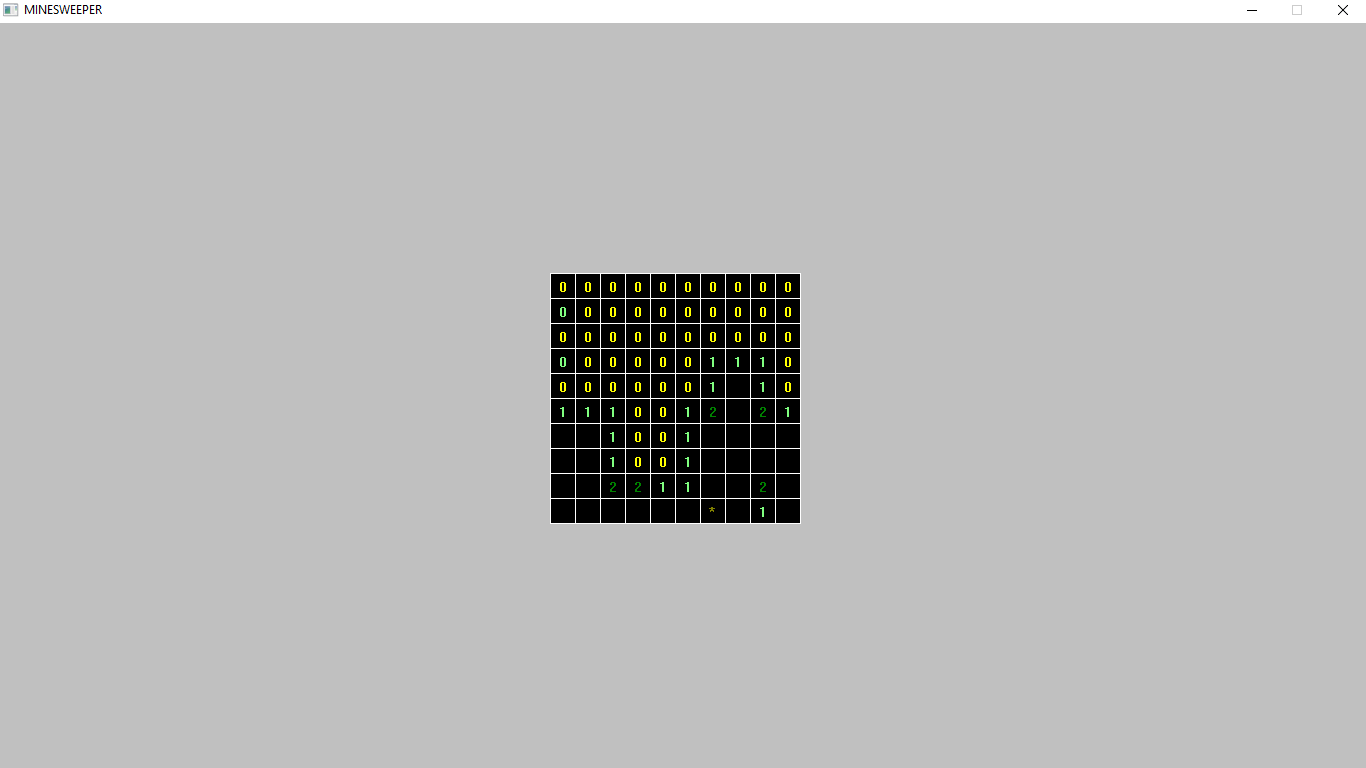 MINESWEEPER
0 0 0 0 0 0 0 0 0 0
0 0 0 0 0 0 0 0 0 0
0 0 0 0 0 0 0 0 0 0
0 0 0 0 0 0 1 1 1 0
0 0 0 0 0 0 1 1 0
1 1 1 0 0 1 2 2 1
1 0 0 1
1 0 0 1
2 2 1 1 2
* 1